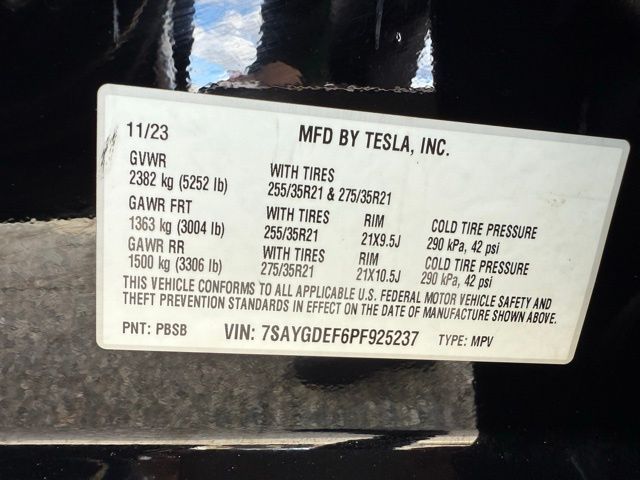 11/23 MFD BY TESLA, INC.
GVWR WITH TIRES
2382 kg (5252 lb) 255/35R21 & 275/35R21
GAWR FRT WITH TIRES RIM COLD TIRE PRESSURE
1363 kg (3004 lb) 255/35R21 21X9.5J 290 kPa, 42 psi
GAWR RR WITH TIRES RIM COLD TIRE PRESSURE
1500 kg (3306 lb) 275/35R21 21X10.5J 290 kPa, 42 psi
THIS VEHICLE CONFORMS TO ALL APPLICABLE U.S. FEDERAL MOTOR VEHICLE SAFETY AND
THEFT PREVENTION STANDARDS IN EFFECT ON THE DATE OF MANUFACTURE SHOWN ABOVE.
PNT: PBSB VIN: 7SAYGDEF6PF925237 TYPE: MPV